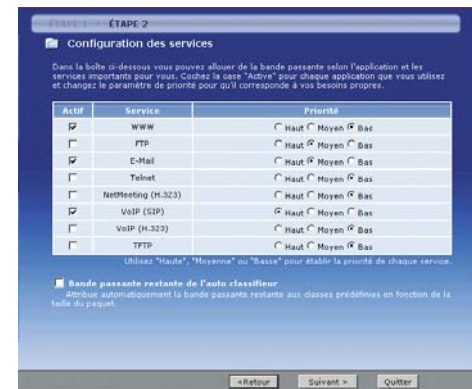 ÉTAPE 1 ÉTAPE 2
Configuration des services
Dans la boîte ci-dessous vous pouvez allouer de la bande passante selon l'application et les
services importants pour vous. Cochez la case "Active" pour chaque application que vous utilisez
et changez le paramètre de priorité pour qu'il corresponde à vos besoins propres.
Actif Service Priorité
WWW Haut Moyen Bas
FTP Haut Moyen Bas
E-Mail Haut Moyen Bas
Telnet Haut Moyen Bas
NetMeeting (H.323) Haut Moyen Bas
VoIP (SIP) Haut Moyen Bas
VoIP (H.323) Haut Moyen Bas
TFTP Haut Moyen Bas
Utilisez "Haute", "Moyenne" ou "Basse" pour établir la priorité de chaque service.
Bande passante restante de l'auto classifieur
Attribue automatiquement la bande passante restante aux classes prédéfinies en fonction de la
taille du paquet.
<Retour Suivant > Quitter